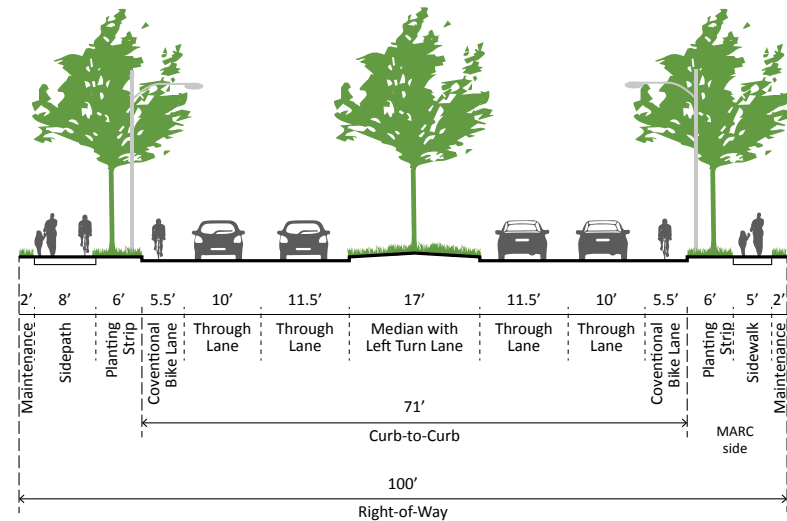 2’ 8’ 6’ 5.5’ 10’ 11.5’ 17’ 11.5’ 10’ 5.5’ 6’ 5’ 2’
Maintenance
Sidepath
Planting
Strip
Coventional
Bike Lane
Through
Lane
Through
Lane
Median with
Left Turn Lane
Through
Lane
Through
Lane
Coventional
Bike Lane
Planting
Strip
Sidewalk
Maintenance
71’
Curb-to-Curb
MARC
side
100’
Right-of-Way